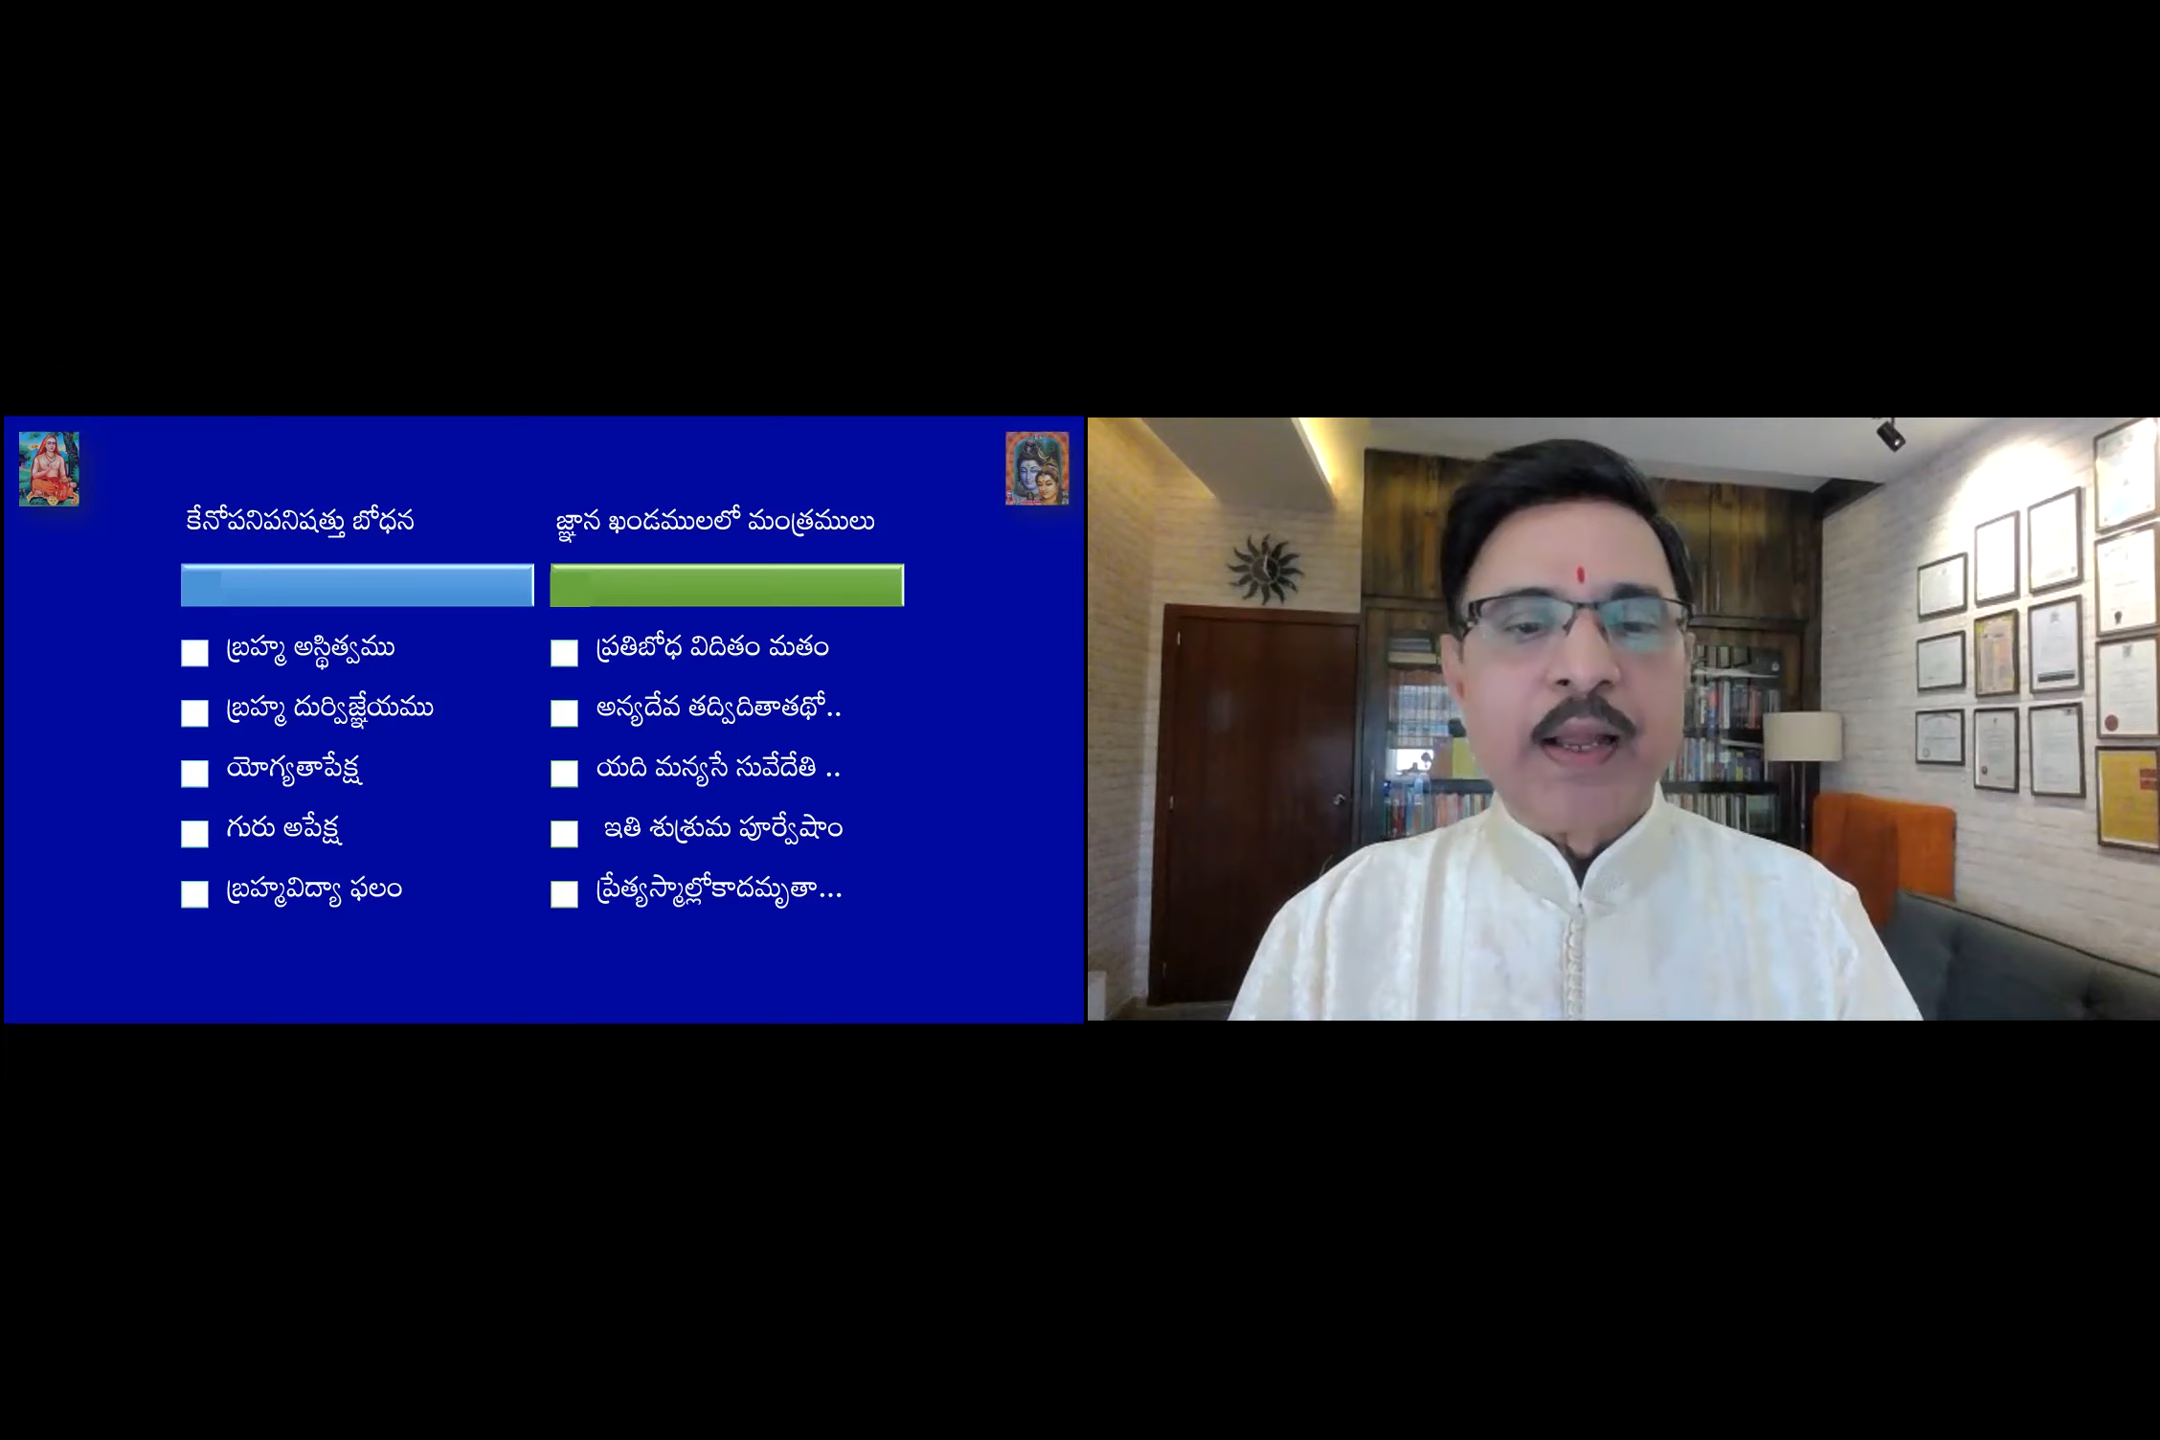 కేనోపనిపనిషత్తు బోధన
బ్రహ్మ అస్థిత్వము
బ్రహ్మ దుర్విజ్ఞేయము
యోగ్యతాపేక్ష
గురు అపేక్ష
బ్రహ్మవిద్యా ఫలం
జ్ఞాన ఖండములలో మంత్రములు
ప్రతిబోధ విదితం మతం
అన్యదేవ తద్విదితాతథో..
యది మన్యసే సువేదేతి ..
ఇతి శుశ్రుమ పూర్వేషాం
ప్రేత్యస్మాల్లోకాదమృతా...